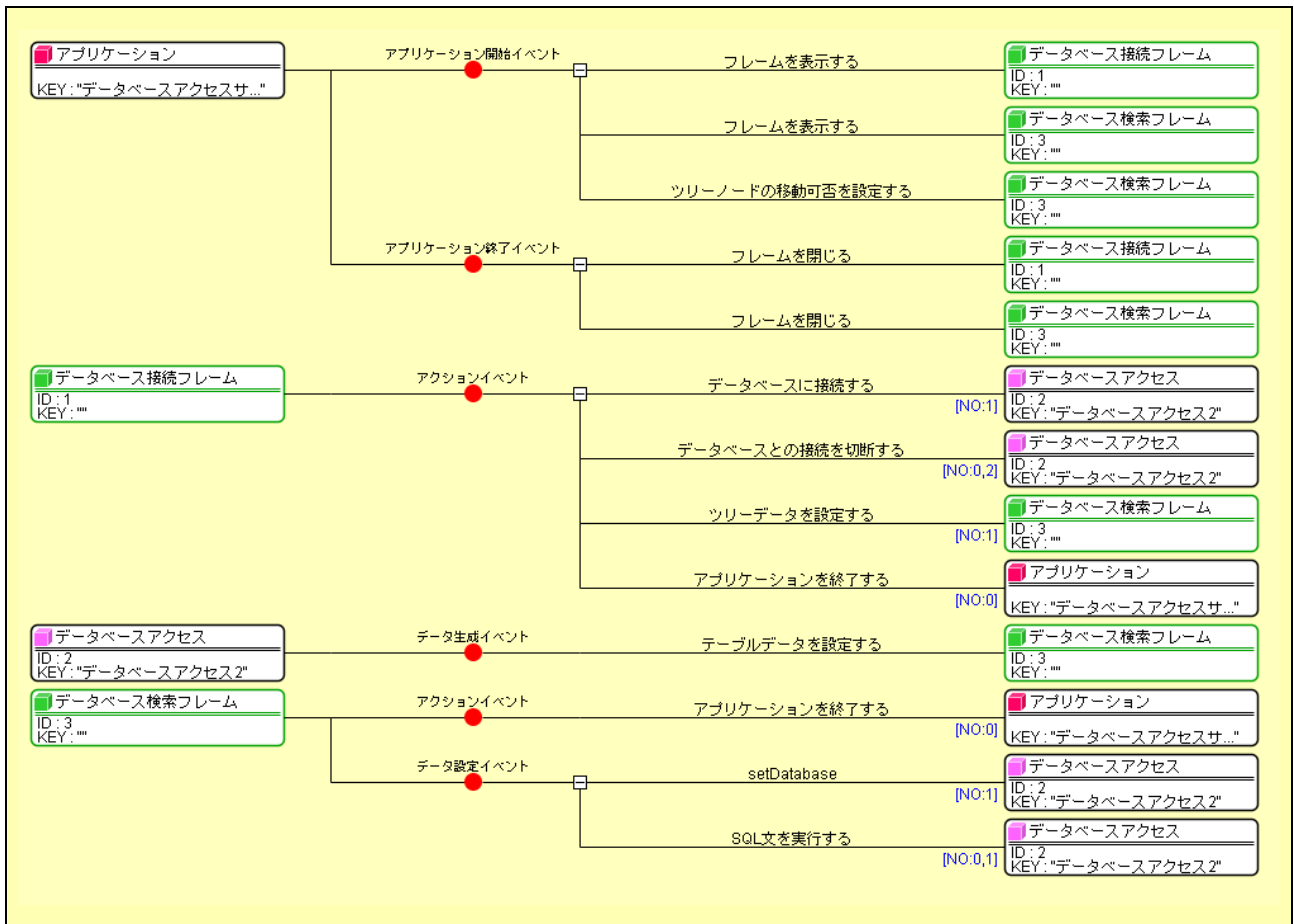 アプリケーション
KEY : "データベースアクセスサ..."
アプリケーション開始イベント
フレームを表示する
データベース接続フレーム
ID : 1
KEY : ""
フレームを表示する
データベース検索フレーム
ID : 3
KEY : ""
ツリーノードの移動可否を設定する
データベース検索フレーム
ID : 3
KEY : ""
アプリケーション終了イベント
フレームを閉じる
データベース接続フレーム
ID : 1
KEY : ""
フレームを閉じる
データベース検索フレーム
ID : 3
KEY : ""
データベース接続フレーム
ID : 1
KEY : ""
アクションイベント
データベースに接続する
[NO:1]
データベースアクセス
ID : 2
KEY : "データベースアクセス2"
データベースとの接続を切断する
[NO:0,2]
データベースアクセス
ID : 2
KEY : "データベースアクセス2"
ツリーデータを設定する
[NO:1]
データベース検索フレーム
ID : 3
KEY : ""
アプリケーションを終了する
[NO:0]
アプリケーション
KEY : "データベースアクセスサ..."
データベースアクセス
ID : 2
KEY : "データベースアクセス2"
データ生成イベント
テーブルデータを設定する
データベース検索フレーム
ID : 3
KEY : ""
データベース検索フレーム
ID : 3
KEY : ""
アクションイベント
アプリケーションを終了する
[NO:0]
アプリケーション
KEY : "データベースアクセスサ..."
データ設定イベント
setDatabase
[NO:1]
データベースアクセス
ID : 2
KEY : "データベースアクセス2"
SQL文を実行する
[NO:0,1]
データベースアクセス
ID : 2
KEY : "データベースアクセス2"